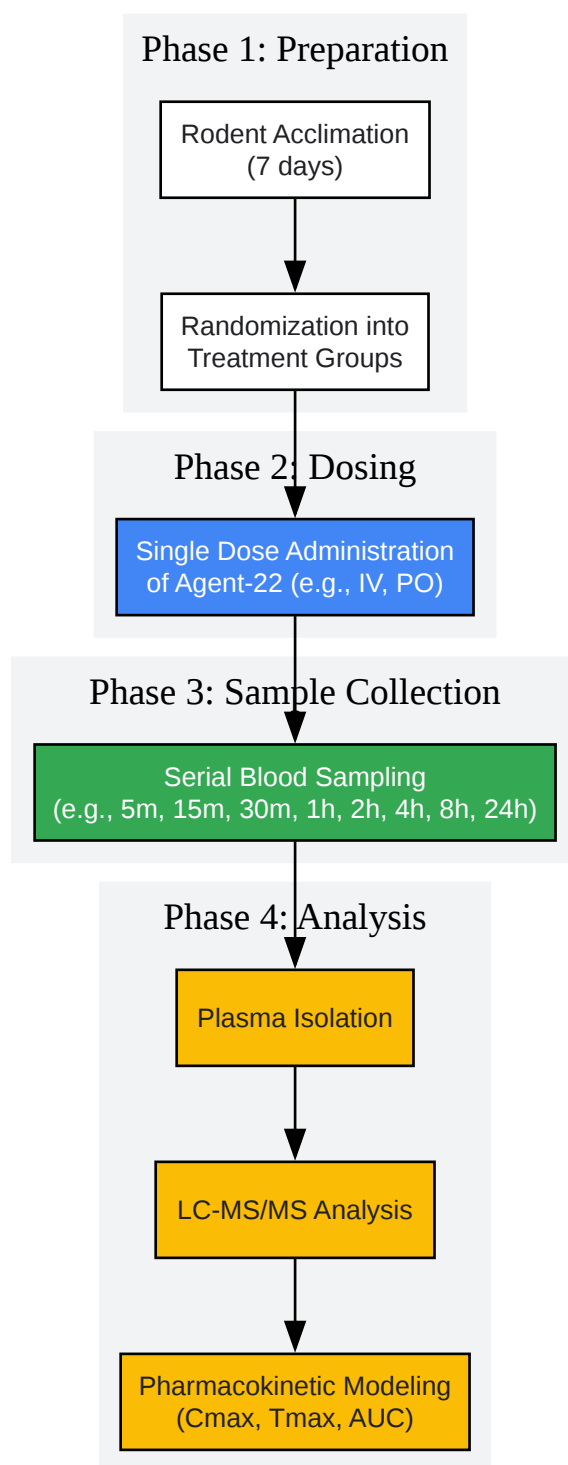 Phase 1: Preparation
Rodent Acclimation
(7 days)
Randomization into
Treatment Groups
Phase 2: Dosing
Single Dose Administration
of Agent-22 (e.g., IV, PO)
Phase 3: Sample Collection
Serial Blood Sampling
(e.g., 5m, 15m, 30m, 1h, 2h, 4h, 8h, 24h)
Phase 4: Analysis
Plasma Isolation
LC-MS/MS Analysis
Pharmacokinetic Modeling
(Cmax, Tmax, AUC)